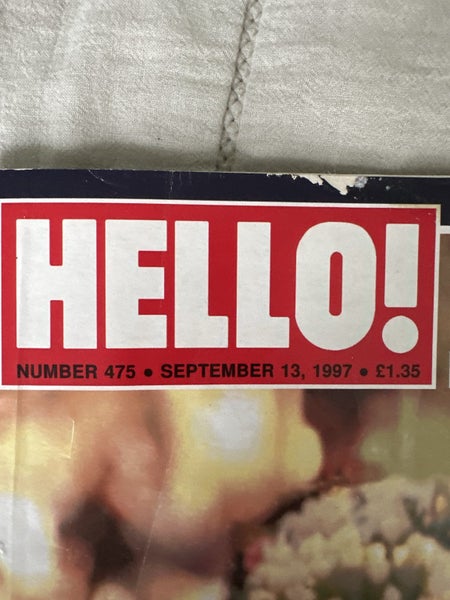 HELLO!
NUMBER 475 • SEPTEMBER 13, 1997 • £1.35